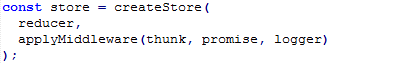 const store = createStore(
  reducer,
  applyMiddleware(thunk, promise, logger)
);